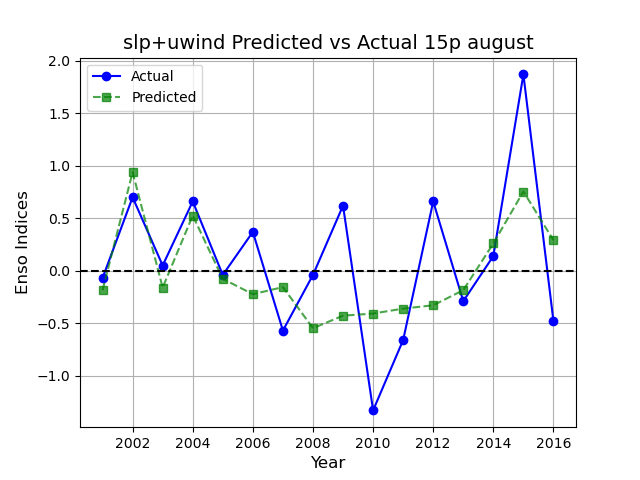 slp+uwind Predicted vs Actual 15p august
Actual
Predicted
Enso Indices
2.0
1.5
1.0
0.5
0.0
−0.5
−1.0
2002 2004 2006 2008 2010 2012 2014 2016
Year